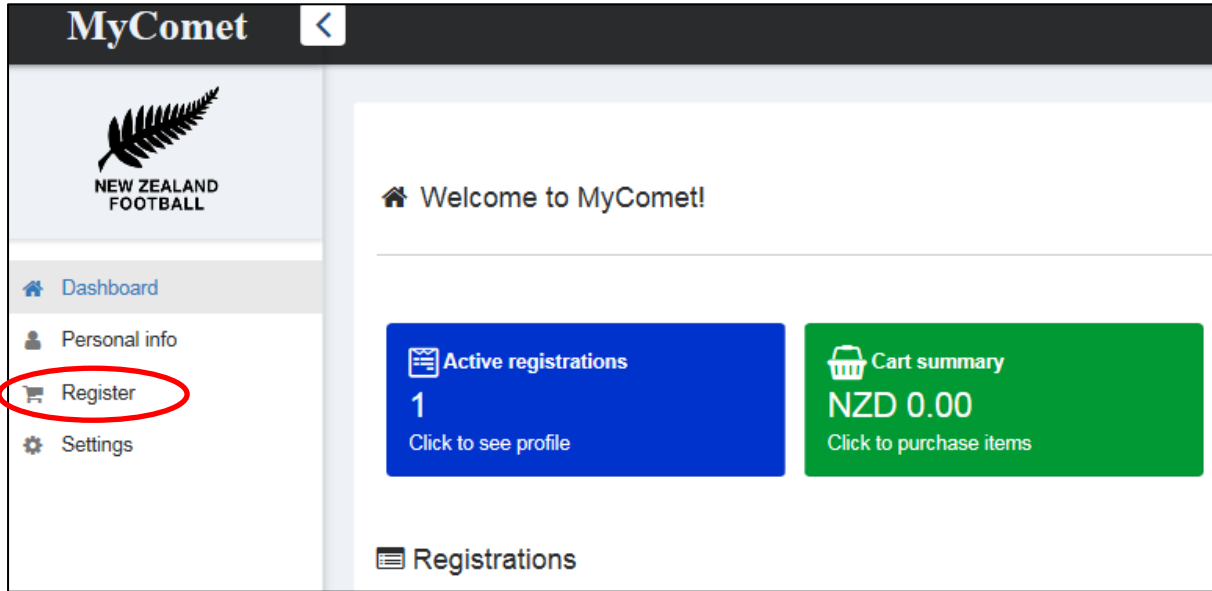 MyComet
NEW ZEALAND
FOOTBALL
Dashboard
Personal info
Register
Settings
Welcome to MyComet!
Active registrations
1
Click to see profile
Cart summary
NZD 0.00
Click to purchase items
Registrations